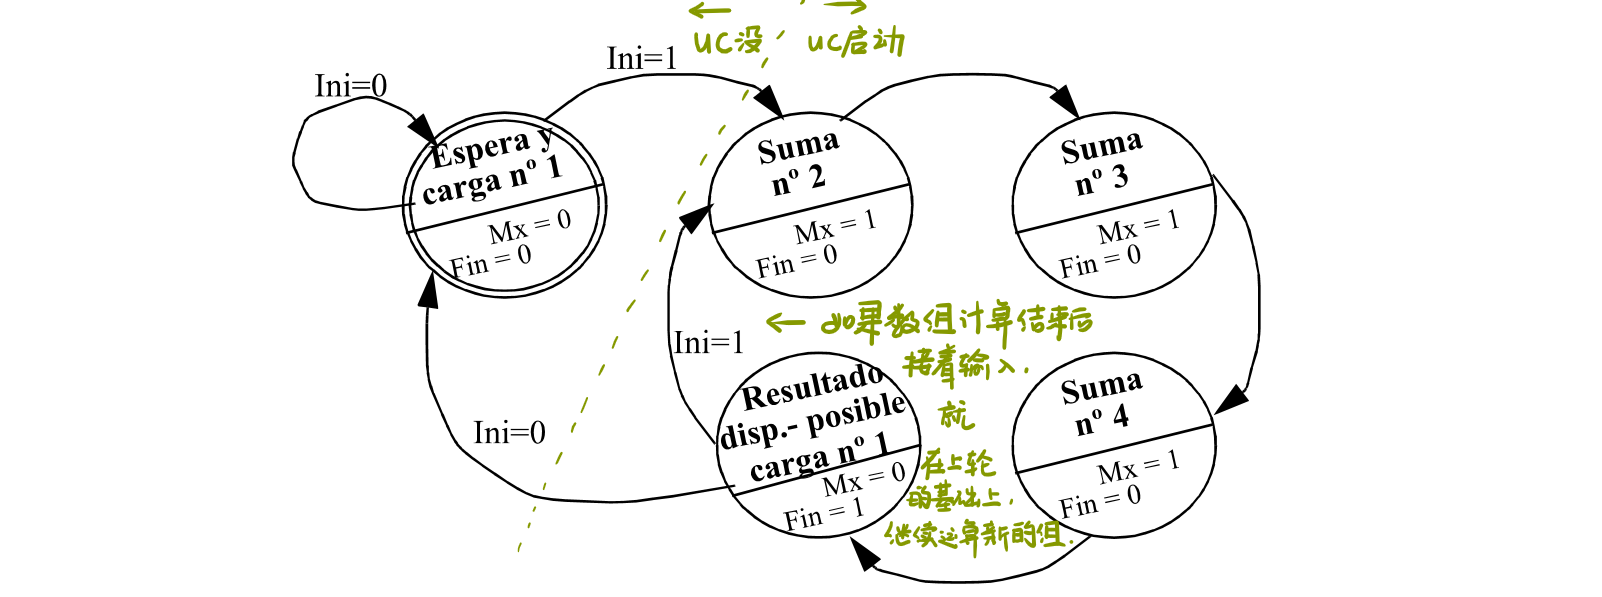 ←
→
UC没
UC启动
Ini=0
Ini=1
Espera y
carga nº 1
Mx = 0
Fin = 0
Suma
nº 2
Mx = 1
Fin = 0
Suma
nº 3
Mx = 1
Fin = 0
← 如果数组计算结束后
接着输入.
就
在上轮
的基础上,
继续运算新的组.
Ini=1
Ini=0
Resultado
disp.- posible
carga nº 1
Mx = 0
Fin = 1
Suma
nº 4
Mx = 1
Fin = 0